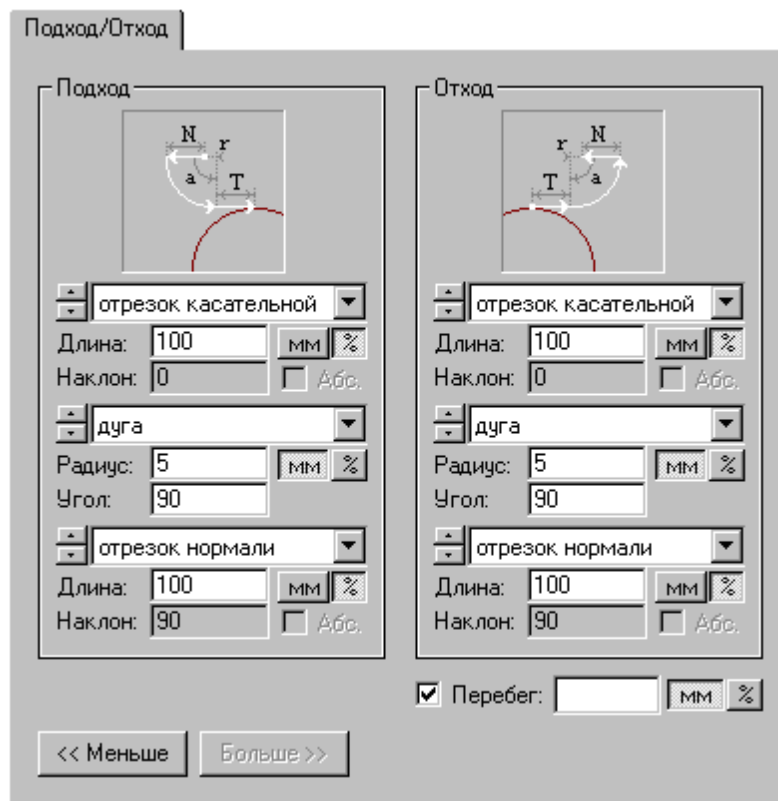 Подход/Отход
Подход
N
r
a
T
отрезок касательной
Длина: 100 мм %
Наклон: 0 Абс.
дуга
Радиус: 5 мм %
Угол: 90
отрезок нормали
Длина: 100 мм %
Наклон: 90 Абс.
Отход
N
r
a
T
отрезок касательной
Длина: 100 мм %
Наклон: 0 Абс.
дуга
Радиус: 5 мм %
Угол: 90
отрезок нормали
Длина: 100 мм %
Наклон: 90 Абс.
Перебег: мм %
<< Меньше Больше >>